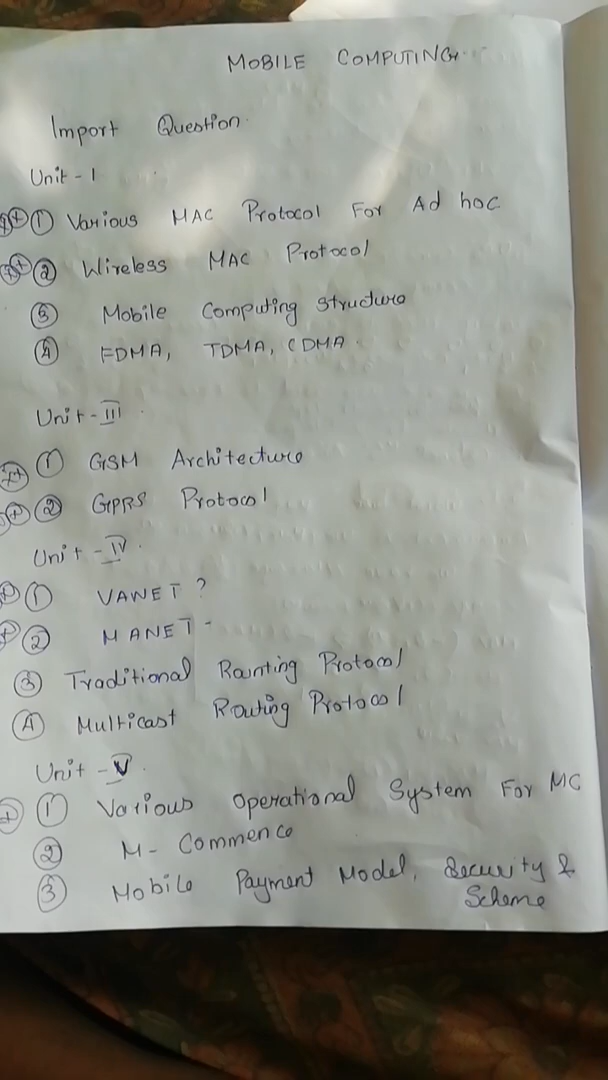 MOBILE COMPUTING
Import Question
Unit - I
① Various MAC Protocol For Ad hoc
② Wireless MAC Protocol
③ Mobile Computing structure
④ FDMA, TDMA, CDMA
Unit - III
① GSM Architecture
② GPRS Protocol
Unit - IV
① VANET ?
② MANET -
③ Traditional Rounting Protocol
④ Multicast Routing Protocol
Unit - V
① Various Operational System For MC
② M - Commence
③ Mobile Payment Model, Security &
Scheme